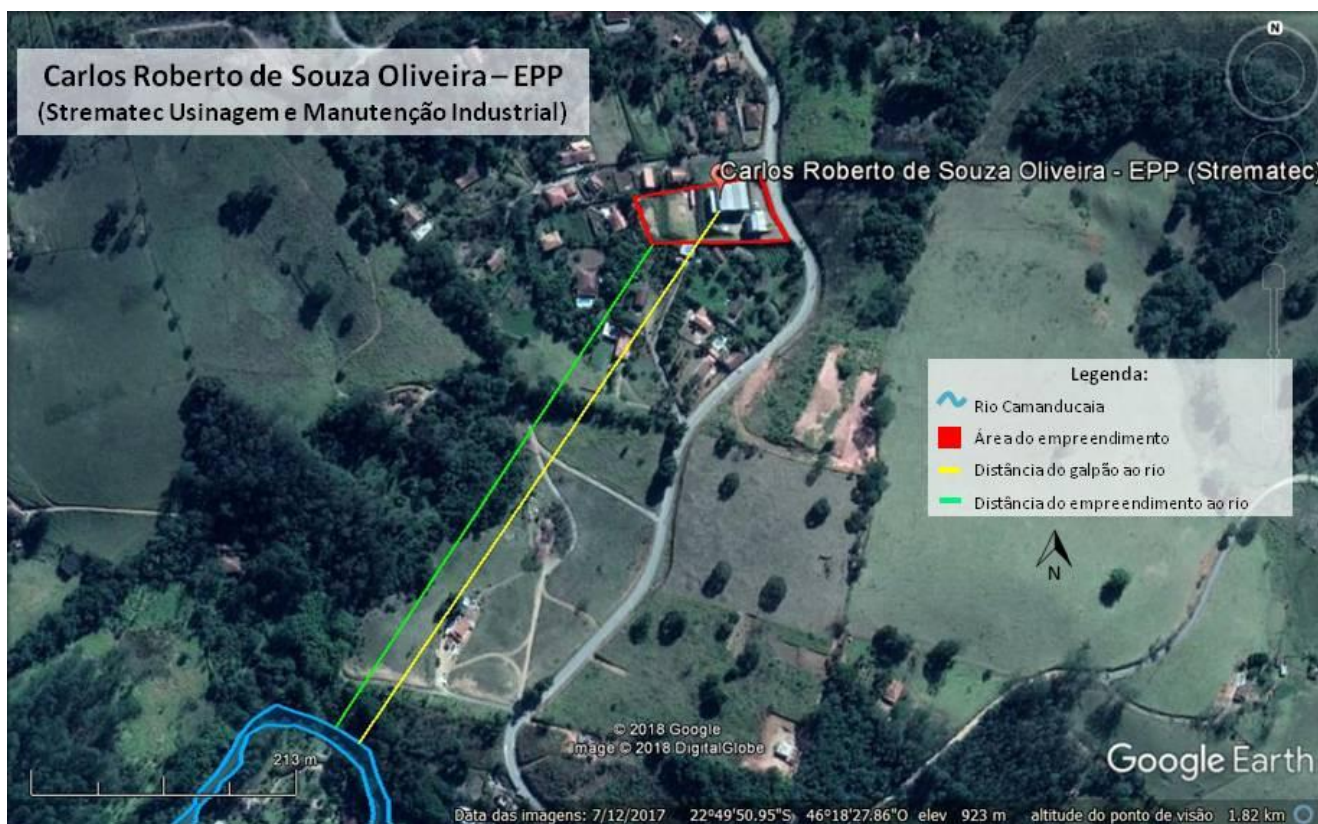 Carlos Roberto de Souza Oliveira – EPP
(Strematec Usinagem e Manutenção Industrial)
N
Carlos Roberto de Souza Oliveira - EPP (Strematec)
Legenda:
Rio Camanducaia
Área do empreendimento
Distância do galpão ao rio
Distância do empreendimento ao rio
N
© 2018 Google
Image © 2018 DigitalGlobe
213 m
Google Earth
Data das imagens: 7/12/2017 22°49'50.95"S 46°18'27.86"O elev 923 m altitude do ponto de visão 1.82 km